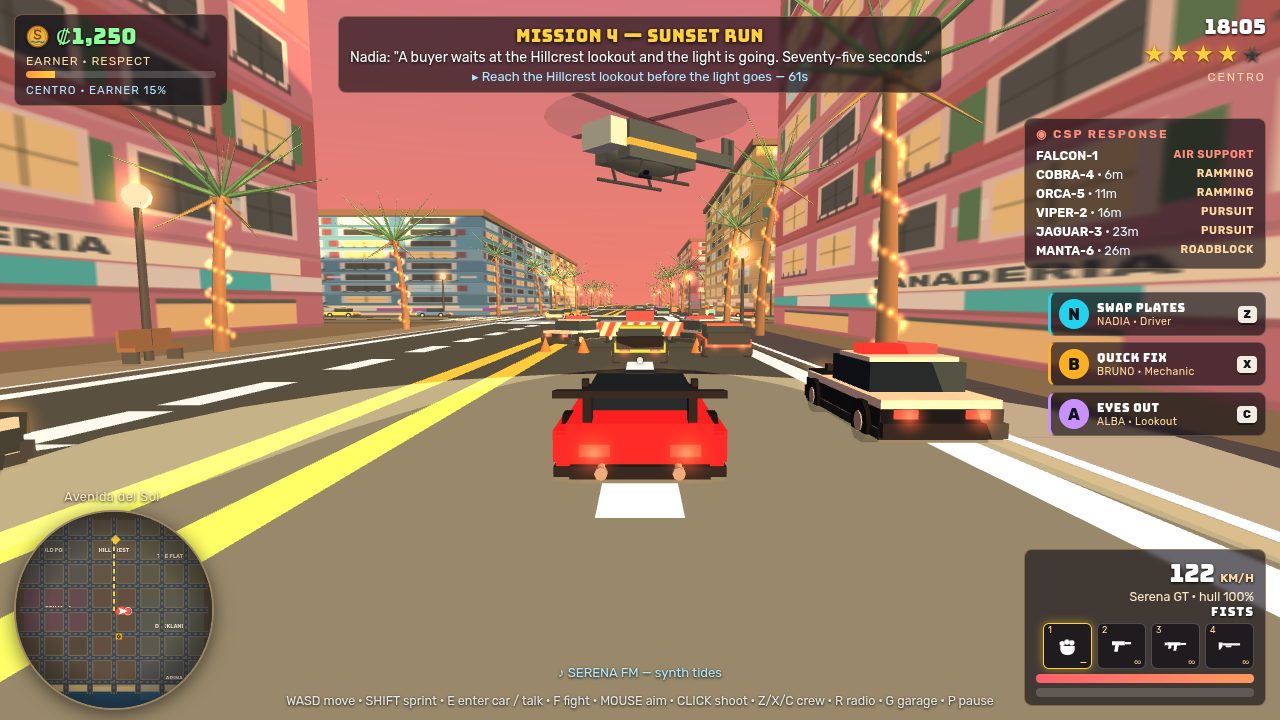 ₡1,250
EARNER • RESPECT
CENTRO • EARNER 15%
MISSION 4 — SUNSET RUN
Nadia: "A buyer waits at the Hillcrest lookout and the light is going. Seventy-five seconds."
▸ Reach the Hillcrest lookout before the light goes — 61s
18:05
CENTRO
◉ CSP RESPONSE
FALCON-1 AIR SUPPORT
COBRA-4 • 6m RAMMING
ORCA-5 • 11m RAMMING
VIPER-2 • 16m PURSUIT
JAGUAR-3 • 23m PURSUIT
MANTA-6 • 26m ROADBLOCK
N SWAP PLATES Z
NADIA • Driver
B QUICK FIX X
BRUNO • Mechanic
A EYES OUT C
ALBA • Lookout
Avenida del Sol
122 KM/H
Serena GT • hull 100%
FISTS
1 2 3 4
♪ SERENA FM — synth tides
WASD move • SHIFT sprint • E enter car / talk • F fight • MOUSE aim • CLICK shoot • Z/X/C crew • R radio • G garage • P pause